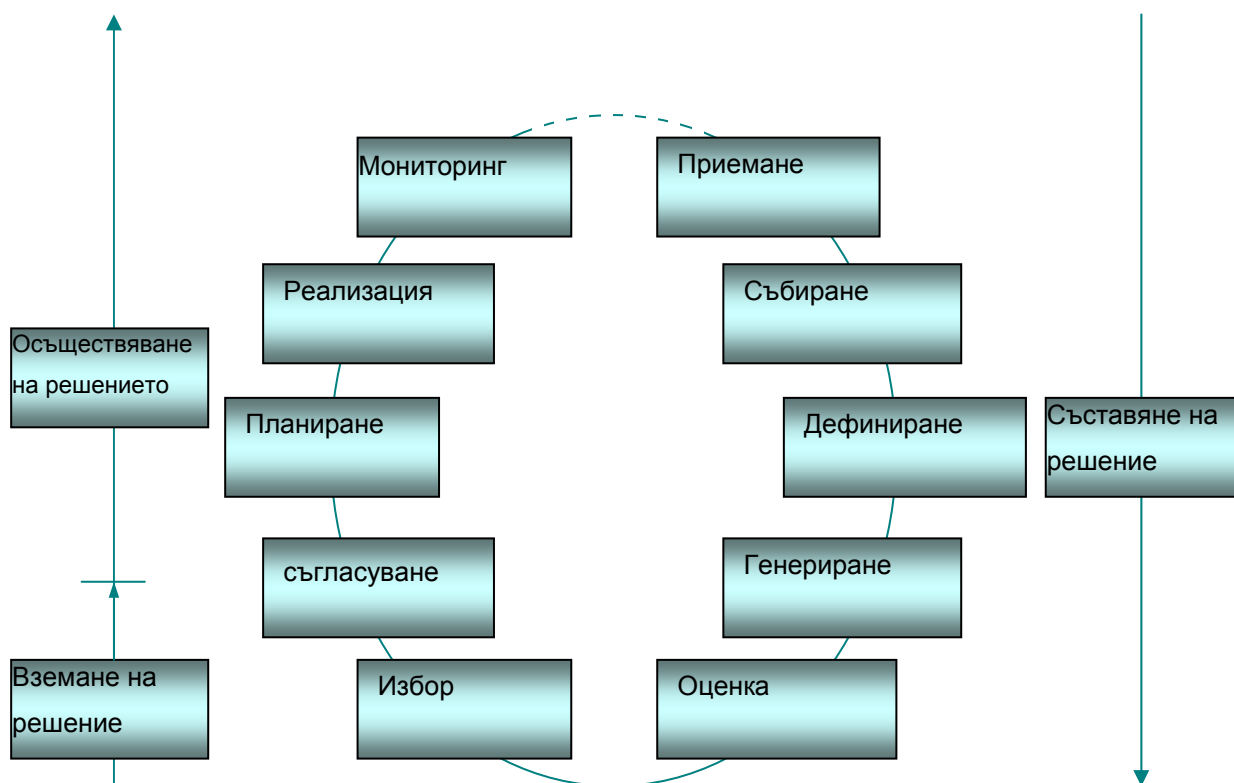 Мониторинг
Приемане
Реализация
Събиране
Осъществяване
на решението
Планиране
Дефиниране
Съставяне на
решение
съгласуване
Генериране
Вземане на
решение
Избор
Оценка